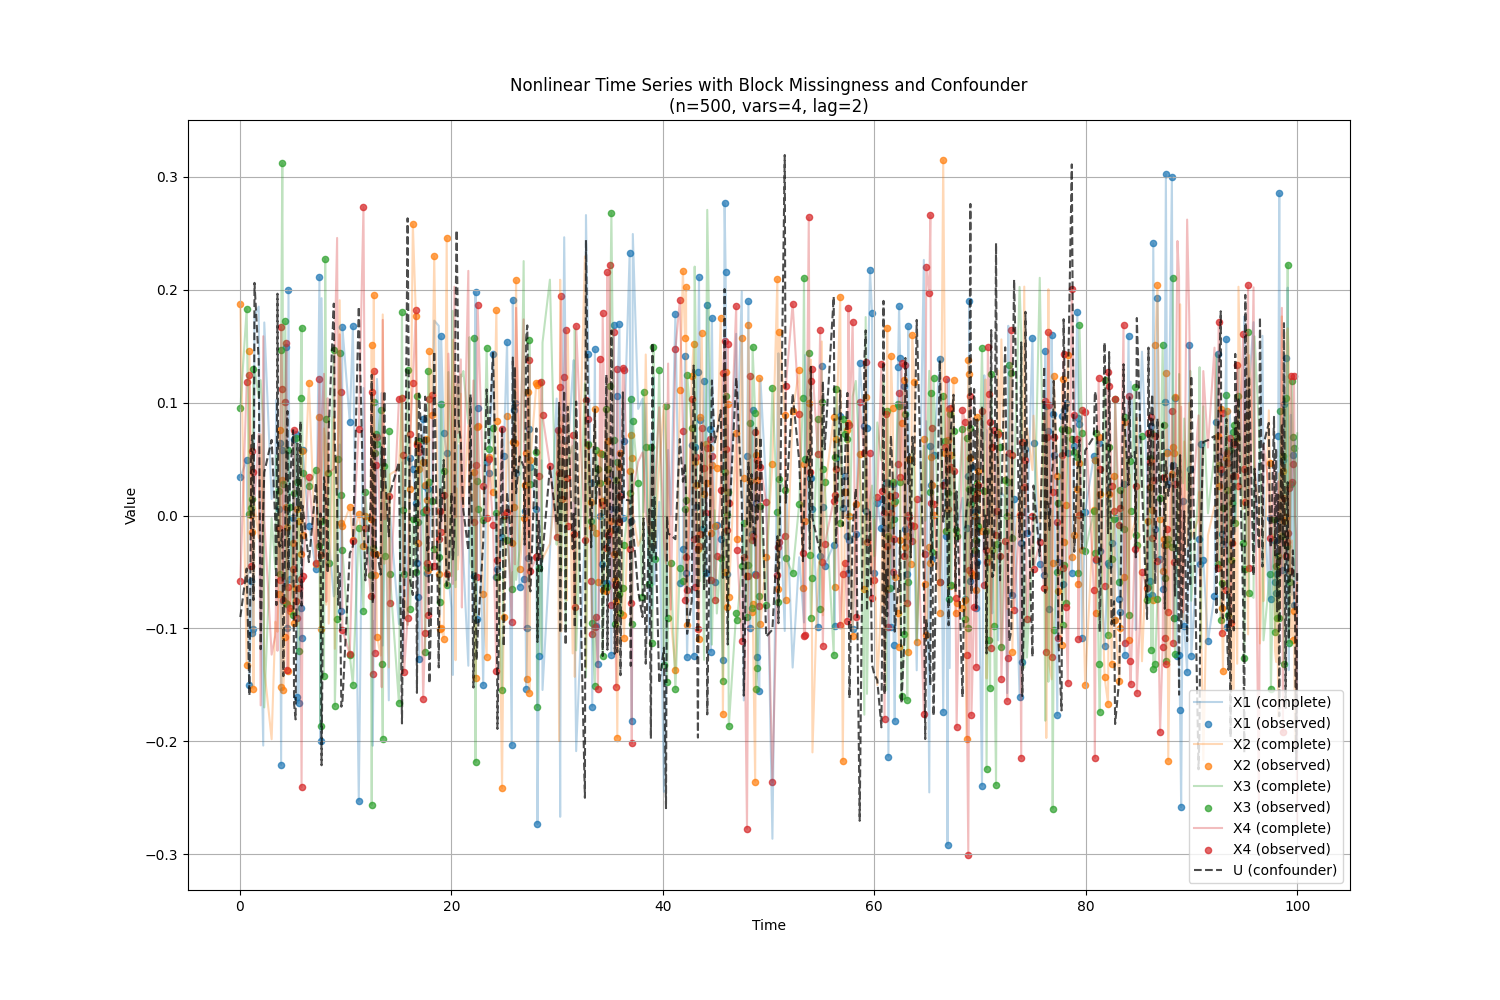 Nonlinear Time Series with Block Missingness and Confounder
(n=500, vars=4, lag=2)
Value
0.3
0.2
0.1
0.0
−0.1
−0.2
−0.3
X1 (complete)
X1 (observed)
X2 (complete)
X2 (observed)
X3 (complete)
X3 (observed)
X4 (complete)
X4 (observed)
U (confounder)
0 20 40 60 80 100
Time